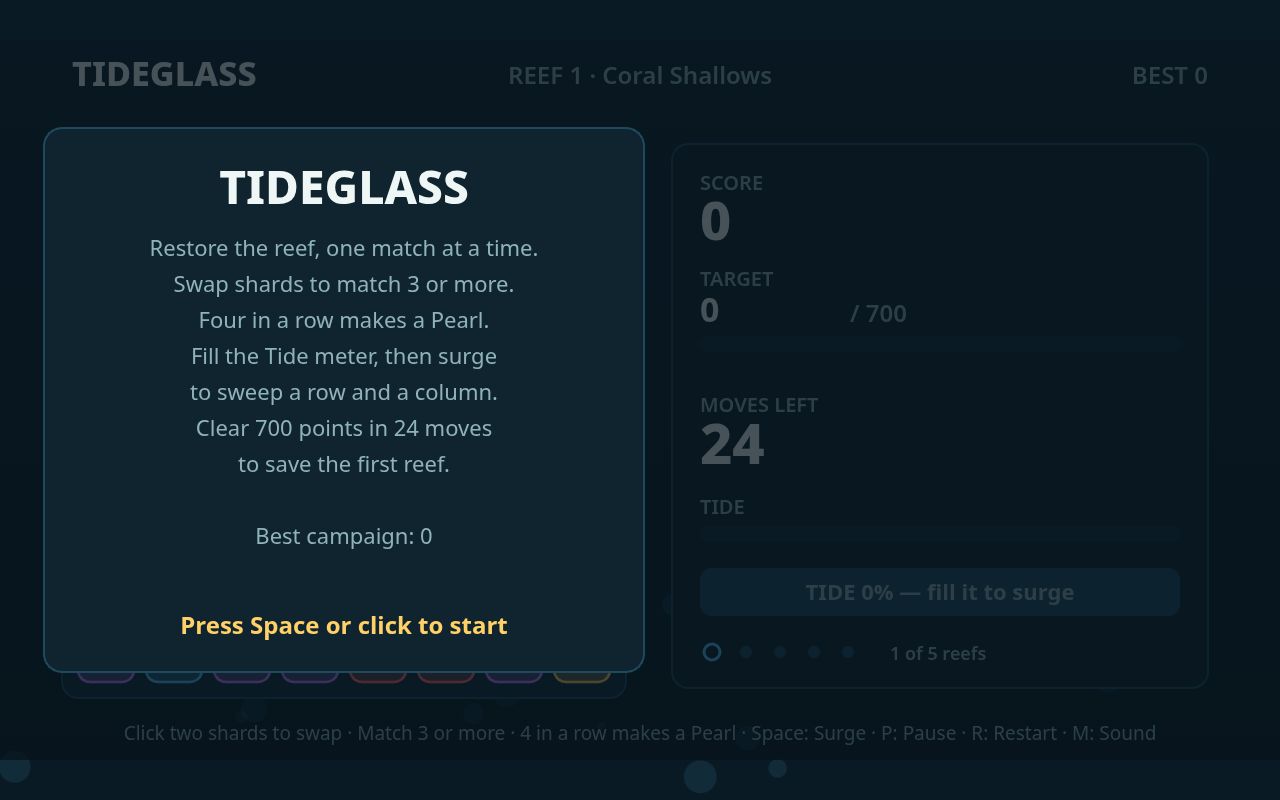 TIDEGLASS
REEF 1 · Coral Shallows
BEST 0
TIDEGLASS
Restore the reef, one match at a time.
Swap shards to match 3 or more.
Four in a row makes a Pearl.
Fill the Tide meter, then surge
to sweep a row and a column.
Clear 700 points in 24 moves
to save the first reef.
Best campaign: 0
Press Space or click to start
SCORE
0
TARGET
0 / 700
MOVES LEFT
24
TIDE
TIDE 0% — fill it to surge
1 of 5 reefs
Click two shards to swap · Match 3 or more · 4 in a row makes a Pearl · Space: Surge · P: Pause · R: Restart · M: Sound